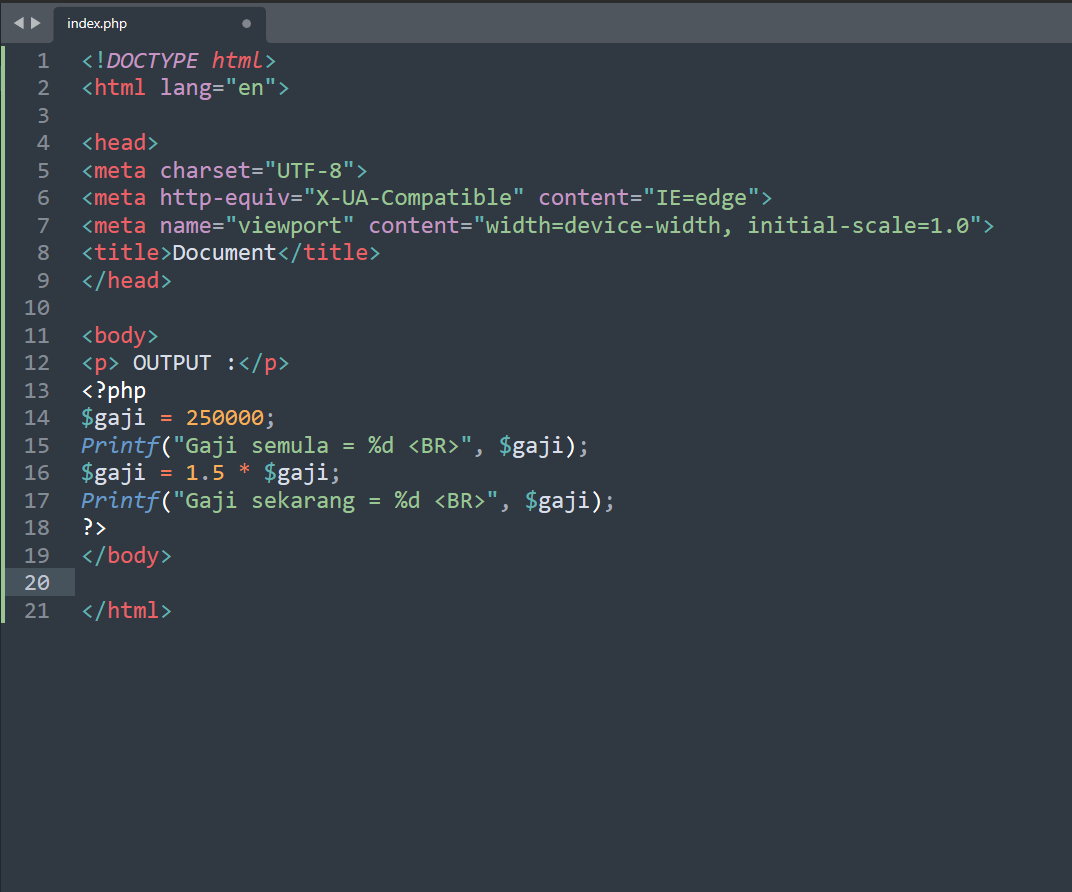 index.php
1 <!DOCTYPE html>
2 <html lang="en">
3
4 <head>
5 <meta charset="UTF-8">
6 <meta http-equiv="X-UA-Compatible" content="IE=edge">
7 <meta name="viewport" content="width=device-width, initial-scale=1.0">
8 <title>Document</title>
9 </head>
10
11 <body>
12 <p> OUTPUT :</p>
13 <?php
14 $gaji = 250000;
15 Printf("Gaji semula = %d <BR>", $gaji);
16 $gaji = 1.5 * $gaji;
17 Printf("Gaji sekarang = %d <BR>", $gaji);
18 ?>
19 </body>
20
21 </html>